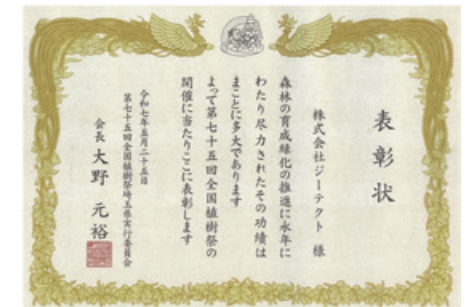 表彰状
株式会社ジーテクト 様
森林の育成緑化の推進に永年に
わたり尽力されたその功績は
まことに多大であります
よって第七十五回全国植樹祭の
開催に当たりここに表彰します
令和七年五月二十五日
第七十五回全国植樹祭埼玉県実行委員会
会長 大野 元裕